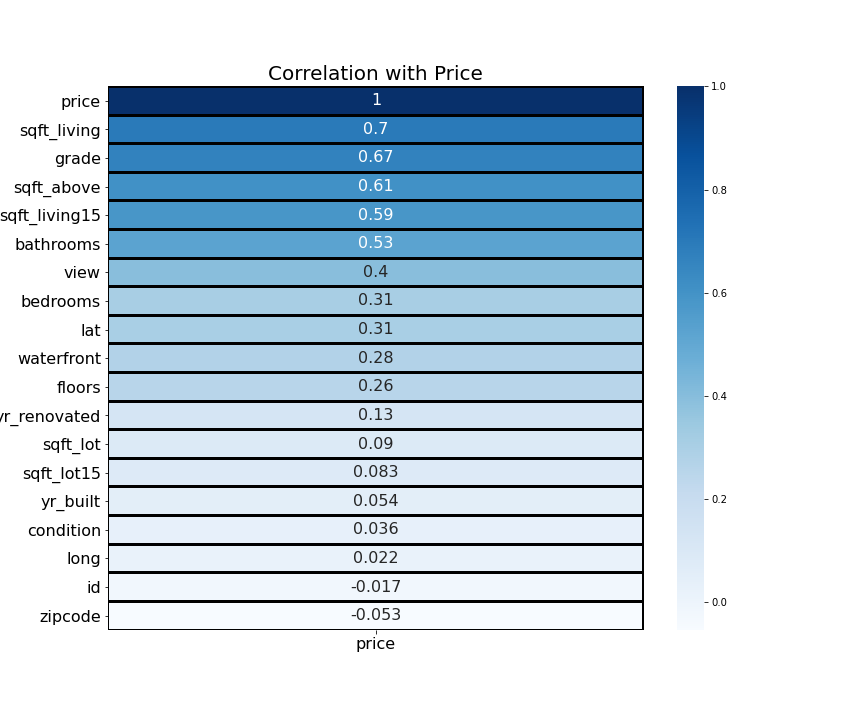 Correlation with Price
price 1
sqft_living 0.7
grade 0.67
sqft_above 0.61
sqft_living15 0.59
bathrooms 0.53
view 0.4
bedrooms 0.31
lat 0.31
waterfront 0.28
floors 0.26
yr_renovated 0.13
sqft_lot 0.09
sqft_lot15 0.083
yr_built 0.054
condition 0.036
long 0.022
id -0.017
zipcode -0.053
price
1.0
0.8
0.6
0.4
0.2
0.0